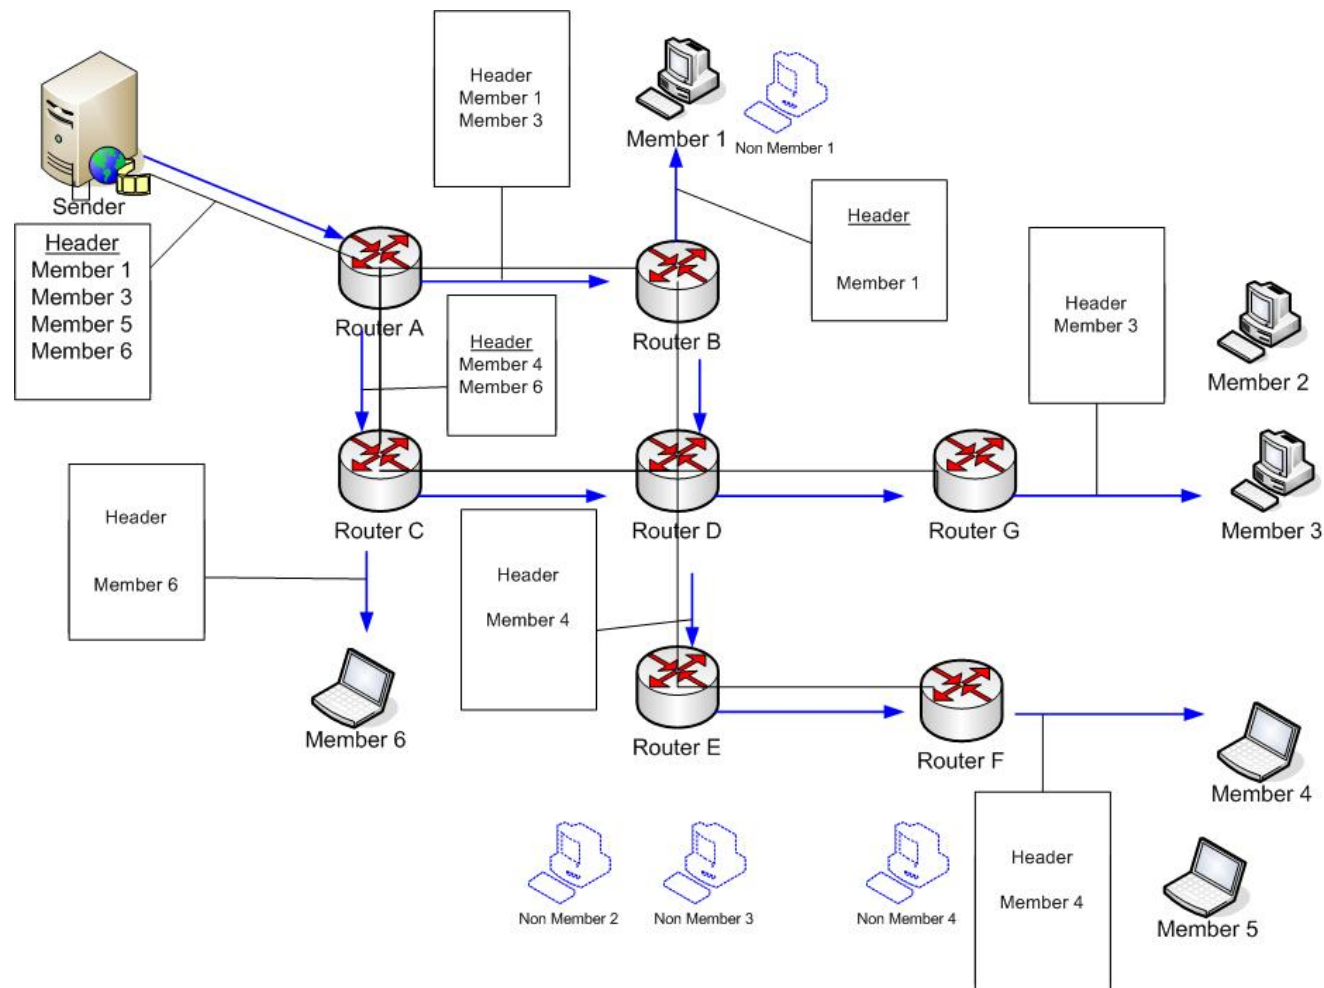 Header
Member 1
Member 3
Member 1
Non Member 1
Sender
Header
Member 1
Member 3
Member 5
Member 6
Header
Member 1
Router A
Router B
Header
Member 3
Member 2
Header
Member 4
Member 6
Router C
Router D
Router G
Member 3
Header
Member 6
Header
Member 4
Member 6
Router E
Router F
Member 4
Header
Member 4
Non Member 2
Non Member 3
Non Member 4
Member 5